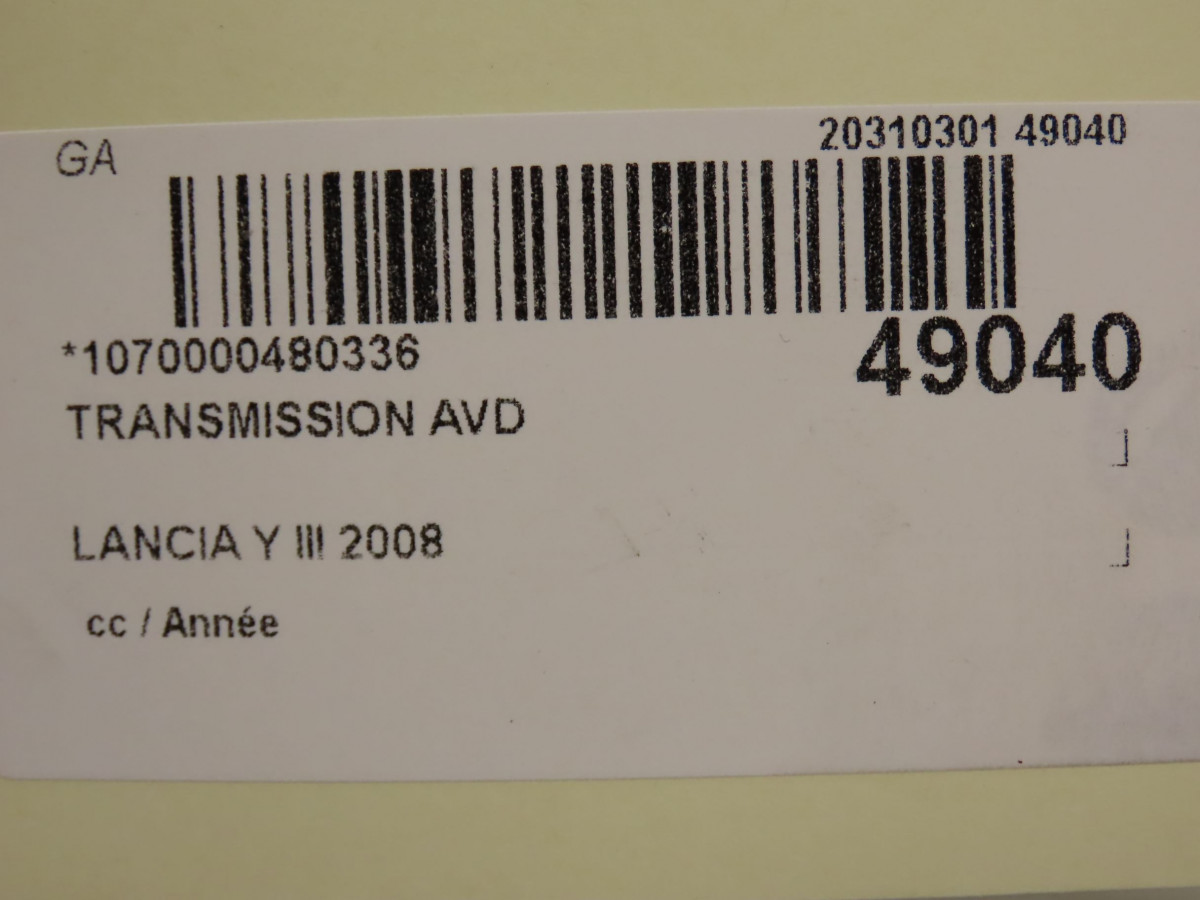 GA
20310301 49040
*1070000480336
49040
TRANSMISSION AVD
LANCIA Y III 2008
cc / Année